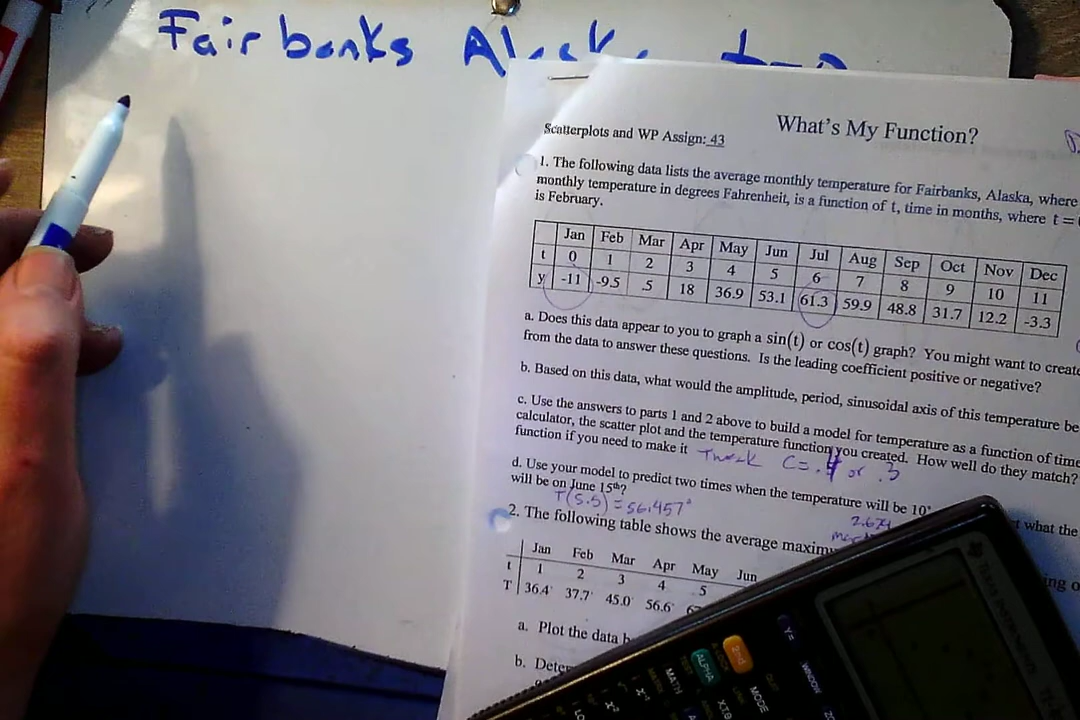 Fairbanks
What's My Function?
Scatterplots and WP Assign: 43
1. The following data lists the average monthly temperature for Fairbanks, Alaska, where
monthly temperature in degrees Fahrenheit, is a function of t, time in months, where t =
is February.
Jan Feb Mar Apr May Jun Jul Aug Sep Oct Nov Dec
t 0 1 2 3 4 5 6 7 8 9 10 11
y -11 -9.5 .5 18 36.9 53.1 61.3 59.9 48.8 31.7 12.2 -3.3
a. Does this data appear to you to graph a sin(t) or cos(t) graph? You might want to create
from the data to answer these questions. Is the leading coefficient positive or negative?
b. Based on this data, what would the amplitude, period, sinusoidal axis of this temperature be
c. Use the answers to parts 1 and 2 above to build a model for temperature as a function of time
calculator, the scatter plot and the temperature function you created. How well do they match?
function if you need to make it
C = .4 or .3
d. Use your model to predict two times when the temperature will be 10° what the
will be on June 15th?
T(5.5) = 56.457°
2.674
2. The following table shows the average maxim
Jan Feb Mar Apr May Jun
t 1 2 3 4 5
T 36.4° 37.7° 45.0° 56.6°
a. Plot the data
b. Deter
Y=
WINDOW
2nd
MODE
ALPHA
MATH
X-1
X2